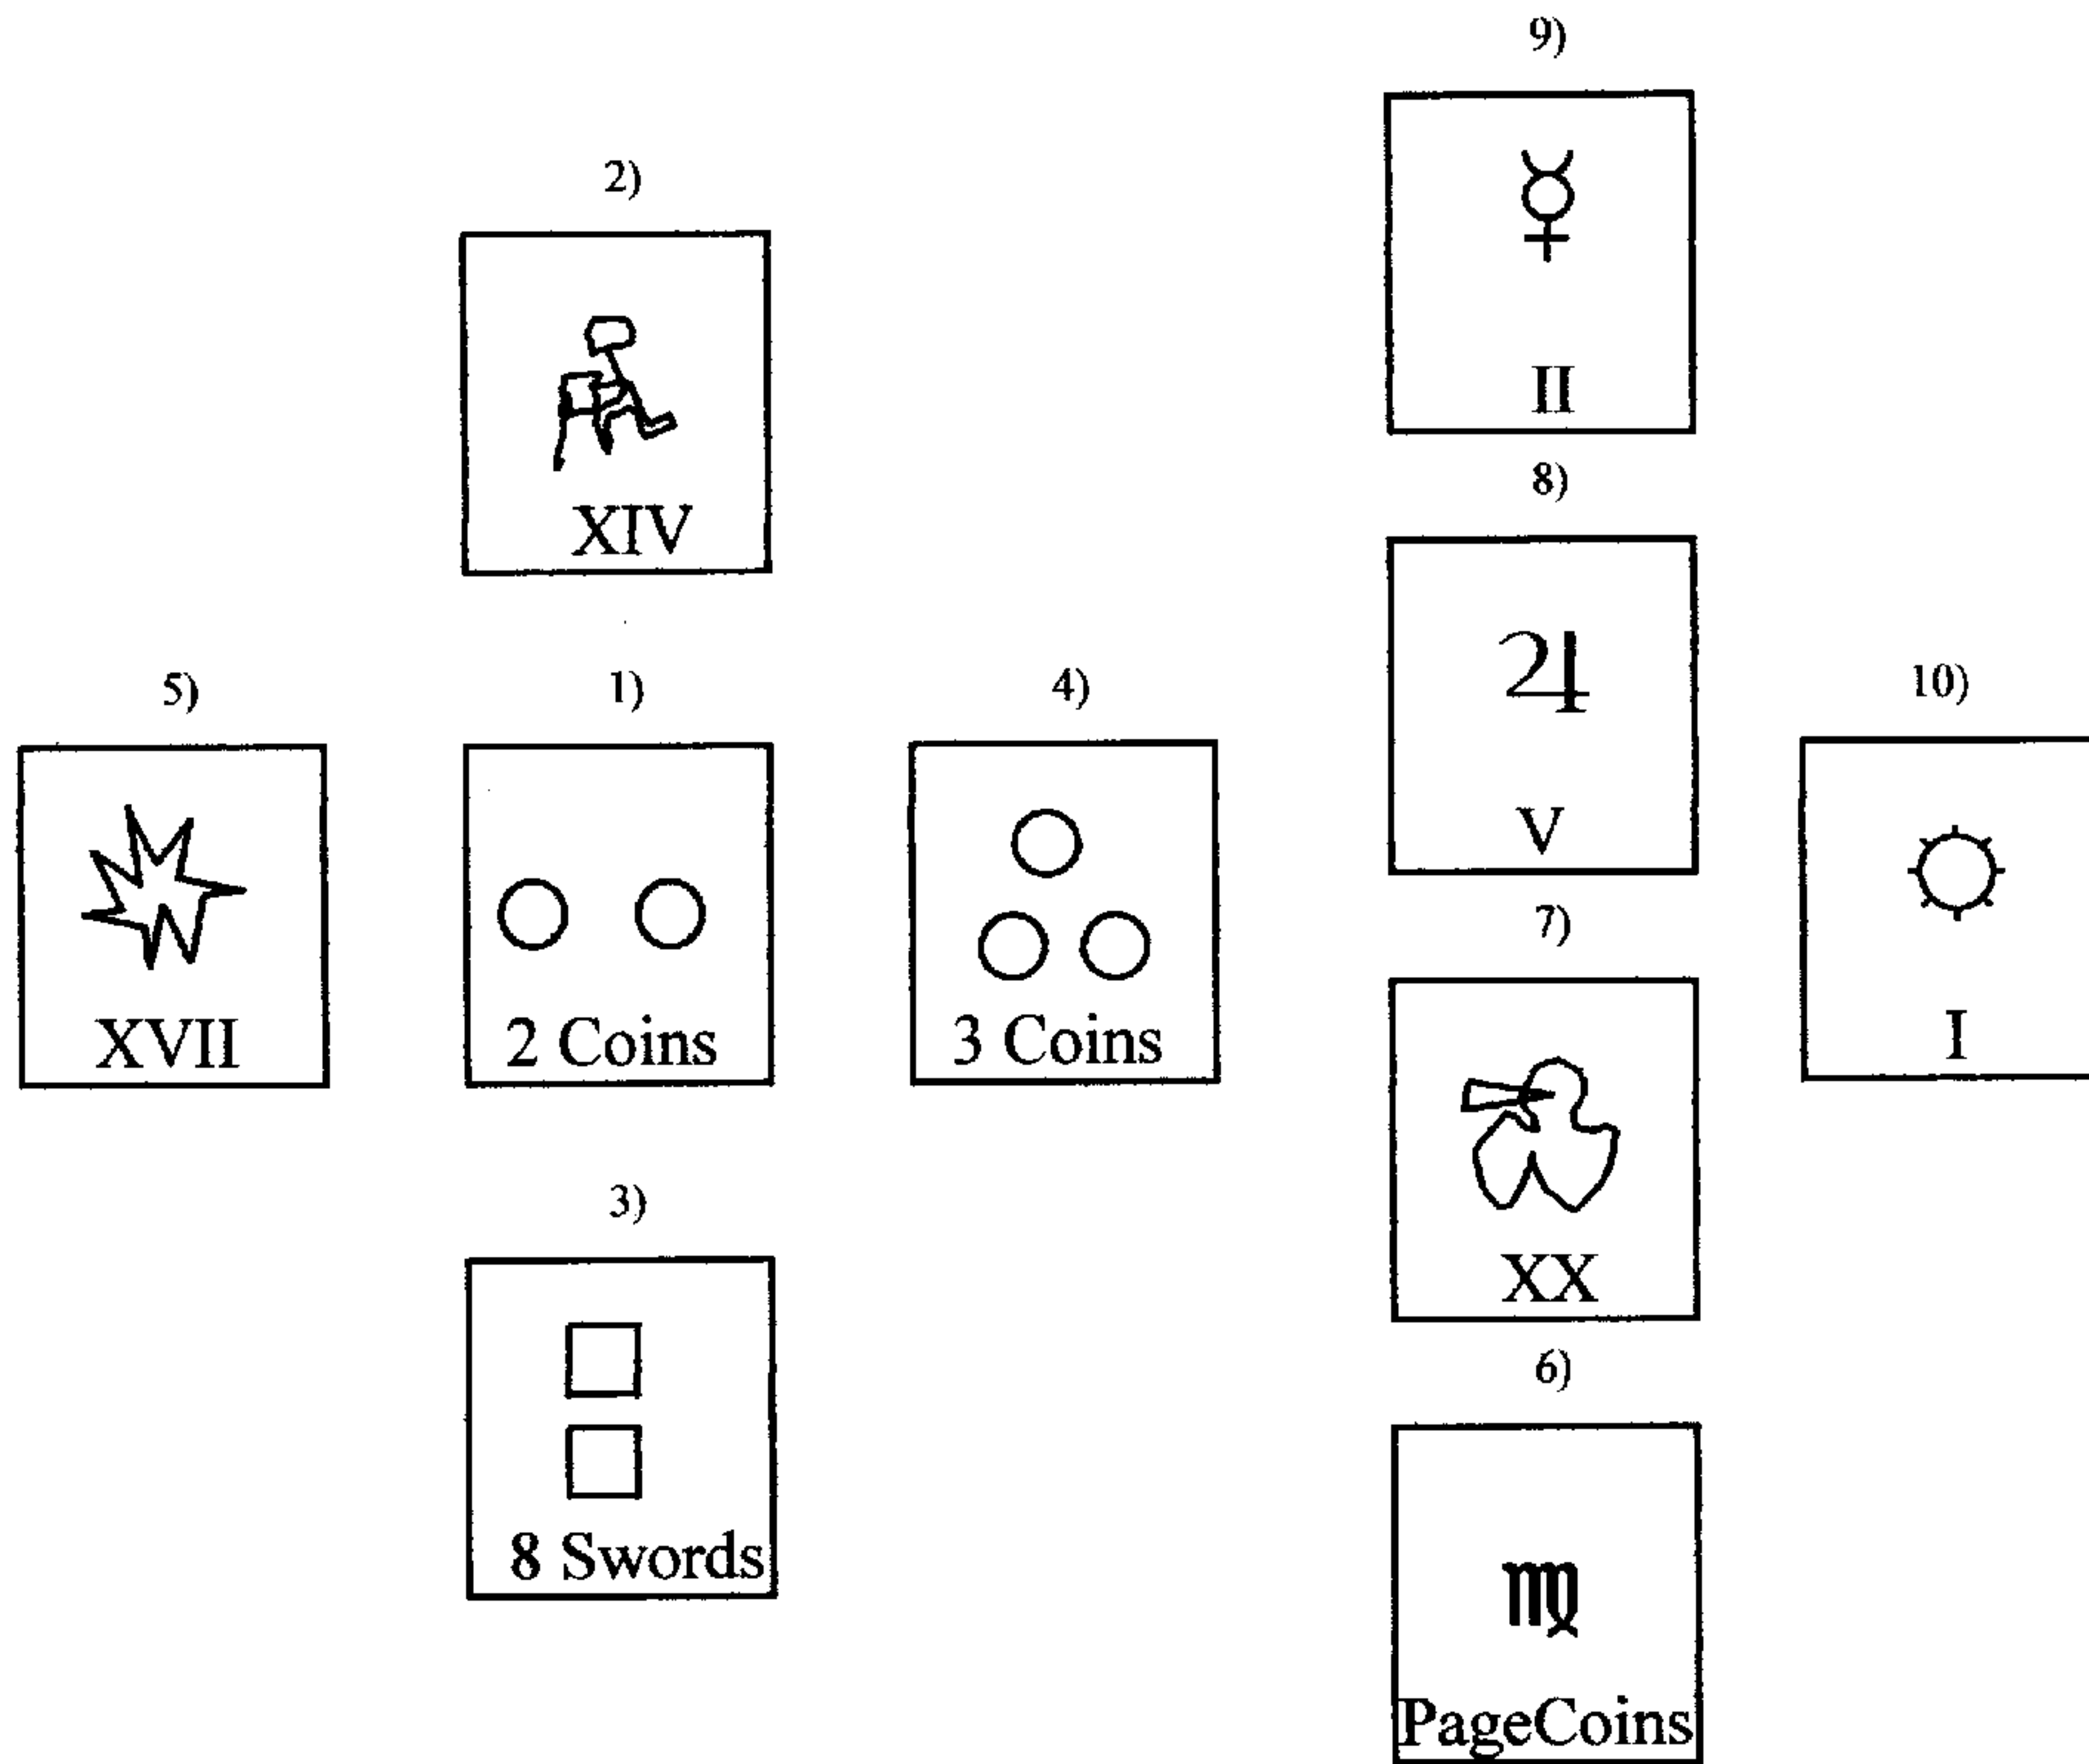 9)
II
2)
XIV
8)
V
5)
XVII
1)
2 Coins
4)
3 Coins
10)
I
7)
XX
3)
8 Swords
6)
PageCoins